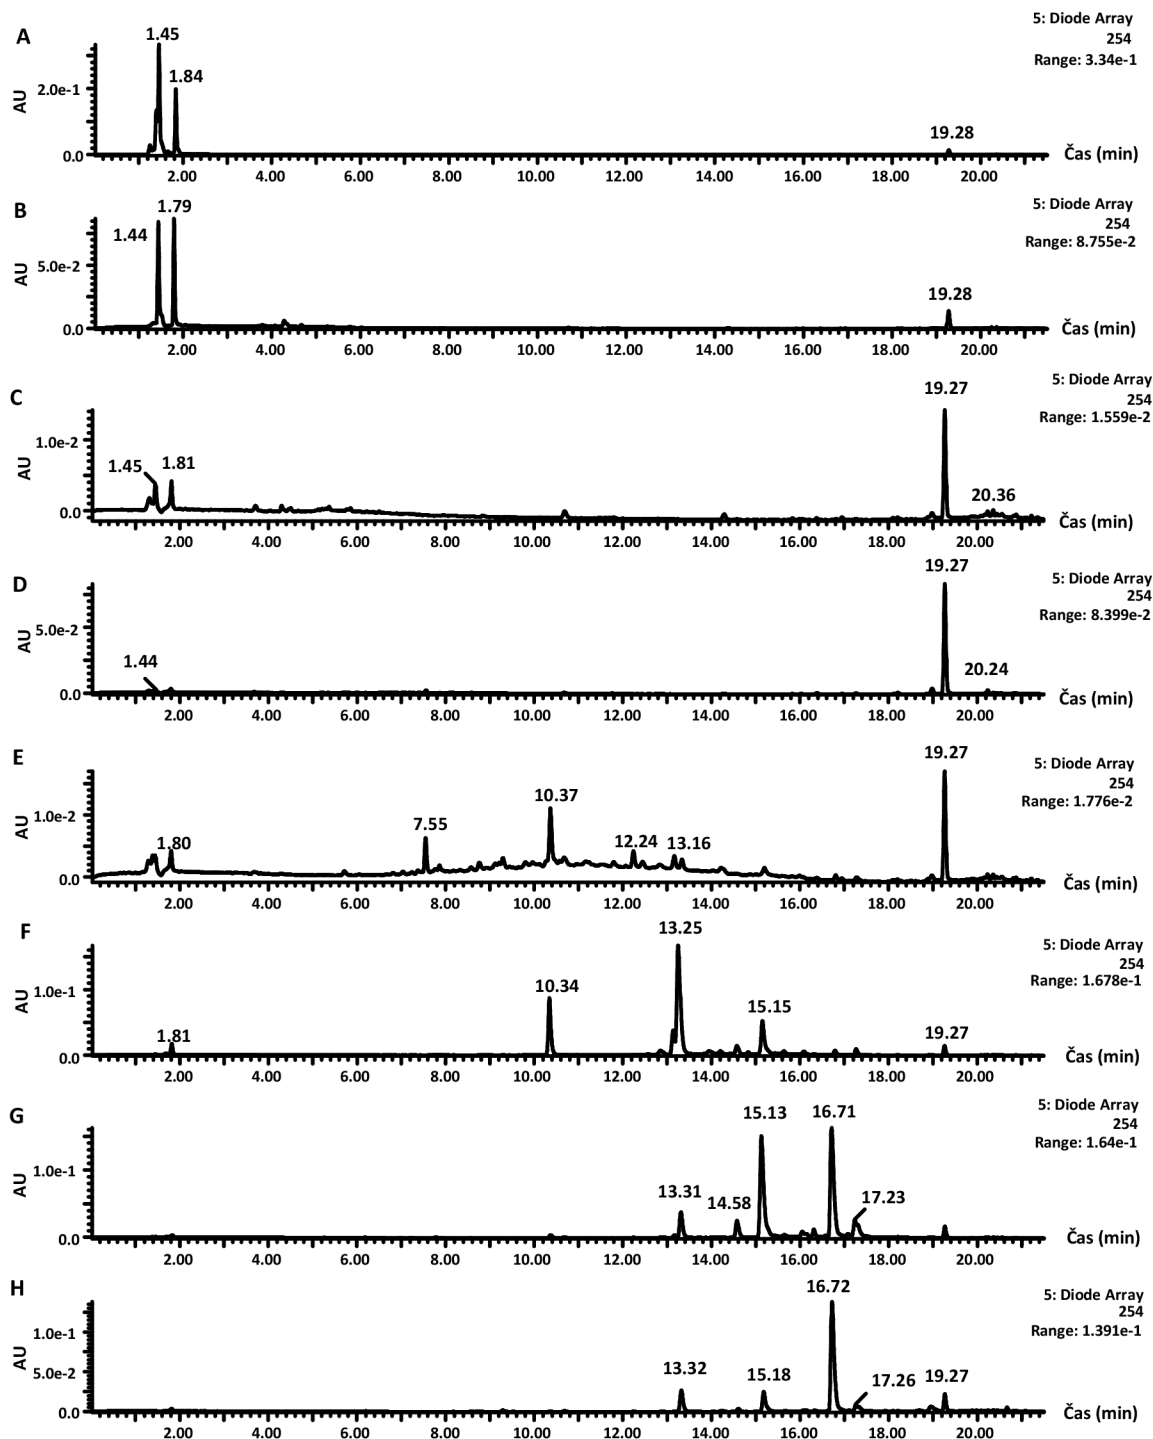 A
1.45
1.84
19.28
5: Diode Array
254
Range: 3.34e-1
AU
2.0e-1
0.0
Čas (min)
2.00 4.00 6.00 8.00 10.00 12.00 14.00 16.00 18.00 20.00
B
1.44
1.79
19.28
5: Diode Array
254
Range: 8.755e-2
AU
5.0e-2
0.0
Čas (min)
2.00 4.00 6.00 8.00 10.00 12.00 14.00 16.00 18.00 20.00
C
1.45
1.81
19.27
20.36
5: Diode Array
254
Range: 1.559e-2
AU
1.0e-2
0.0
Čas (min)
2.00 4.00 6.00 8.00 10.00 12.00 14.00 16.00 18.00 20.00
D
1.44
19.27
20.24
5: Diode Array
254
Range: 8.399e-2
AU
5.0e-2
0.0
Čas (min)
2.00 4.00 6.00 8.00 10.00 12.00 14.00 16.00 18.00 20.00
E
1.80
7.55
10.37
12.24
13.16
19.27
5: Diode Array
254
Range: 1.776e-2
AU
1.0e-2
0.0
Čas (min)
2.00 4.00 6.00 8.00 10.00 12.00 14.00 16.00 18.00 20.00
F
1.81
10.34
13.25
15.15
19.27
5: Diode Array
254
Range: 1.678e-1
AU
1.0e-1
0.0
Čas (min)
2.00 4.00 6.00 8.00 10.00 12.00 14.00 16.00 18.00 20.00
G
13.31
14.58
15.13
16.71
17.23
5: Diode Array
254
Range: 1.64e-1
AU
1.0e-1
0.0
Čas (min)
2.00 4.00 6.00 8.00 10.00 12.00 14.00 16.00 18.00 20.00
H
13.32
15.18
16.72
17.26
19.27
5: Diode Array
254
Range: 1.391e-1
AU
1.0e-1
5.0e-2
0.0
Čas (min)
2.00 4.00 6.00 8.00 10.00 12.00 14.00 16.00 18.00 20.00